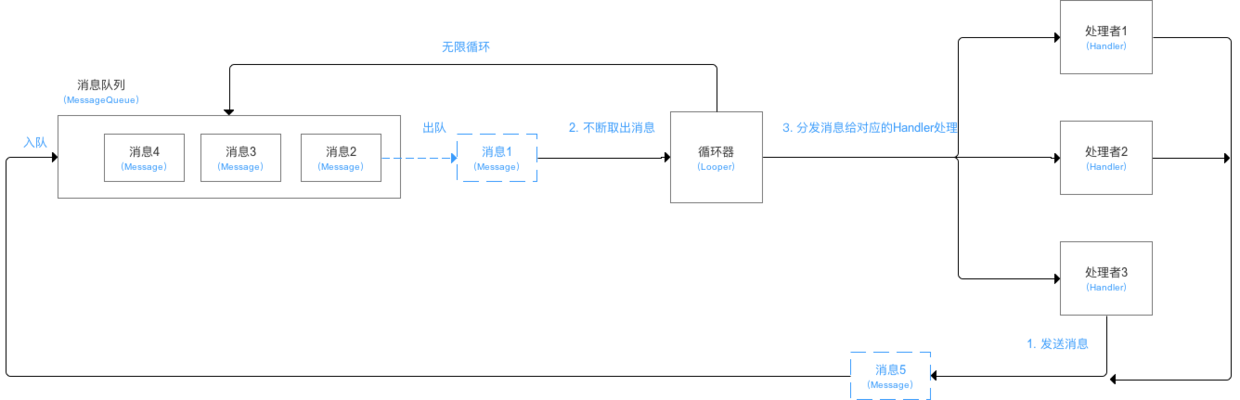 无限循环
消息队列
(MessageQueue)
入队
消息4
(Message)
消息3
(Message)
消息2
(Message)
出队
消息1
(Message)
2. 不断取出消息
循环器
(Looper)
3. 分发消息给对应的Handler处理
处理者1
(Handler)
处理者2
(Handler)
处理者3
(Handler)
1. 发送消息
消息5
(Message)